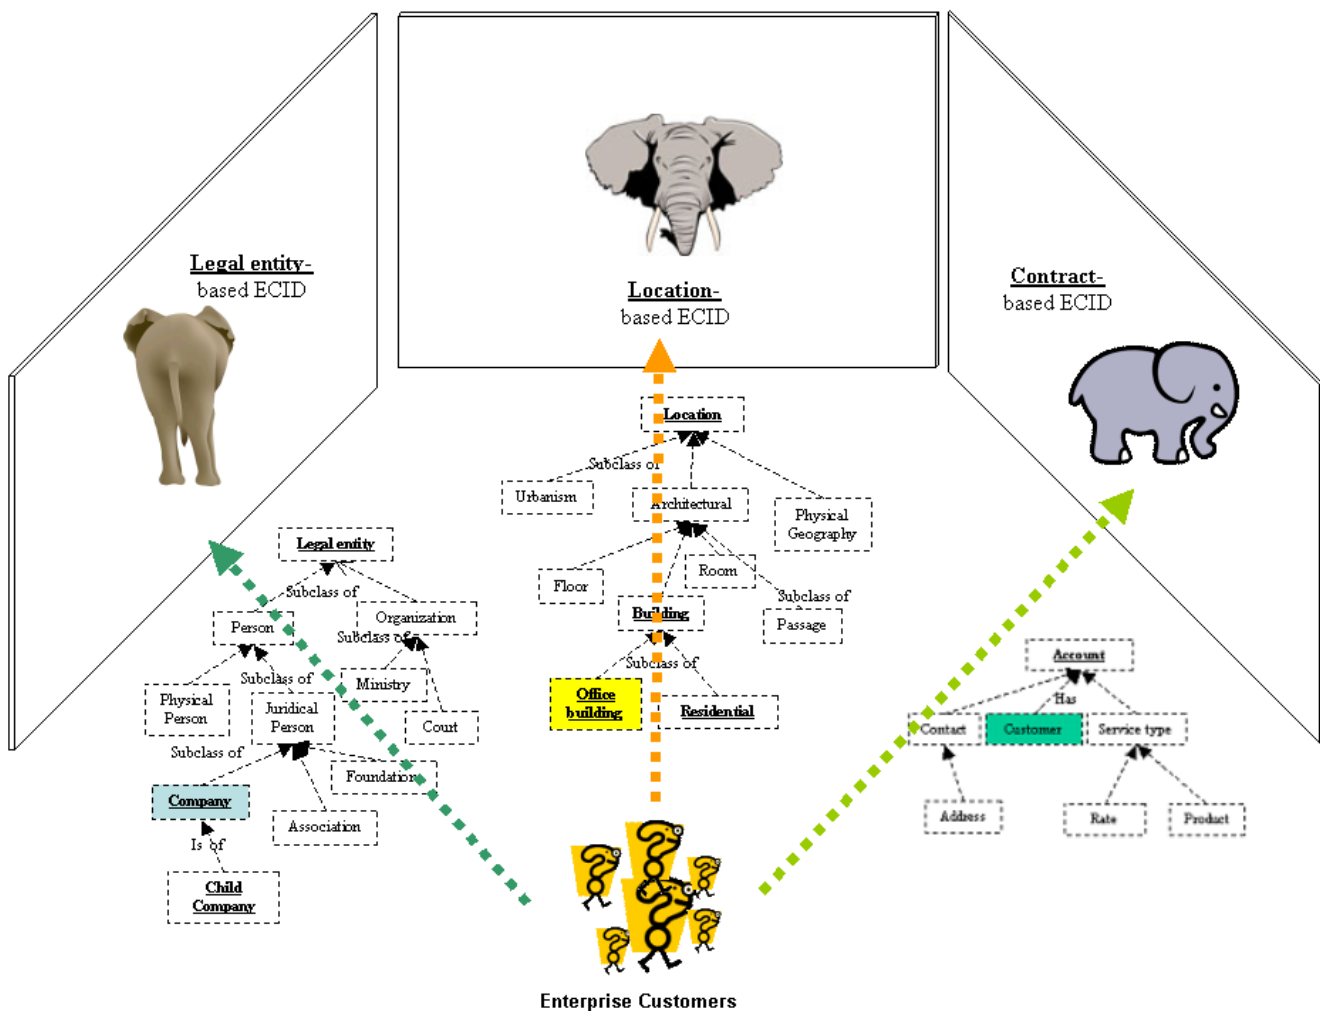 Legal entity-
based ECID
Location-
based ECID
Contract-
based ECID
Location
Subclass of
Urbanism
Architectural
Physical
Geography
Floor
Room
Subclass of
Building
Passage
Subclass of
Office
building
Residential
Legal entity
Subclass of
Person
Organization
Subclass of
Physical
Person
Subclass of
Ministry
Juridical
Person
Court
Subclass of
Foundation
Company
Association
Is of
Child
Company
Account
Has
Contact
Customer
Service type
Address
Rate
Product
Enterprise Customers